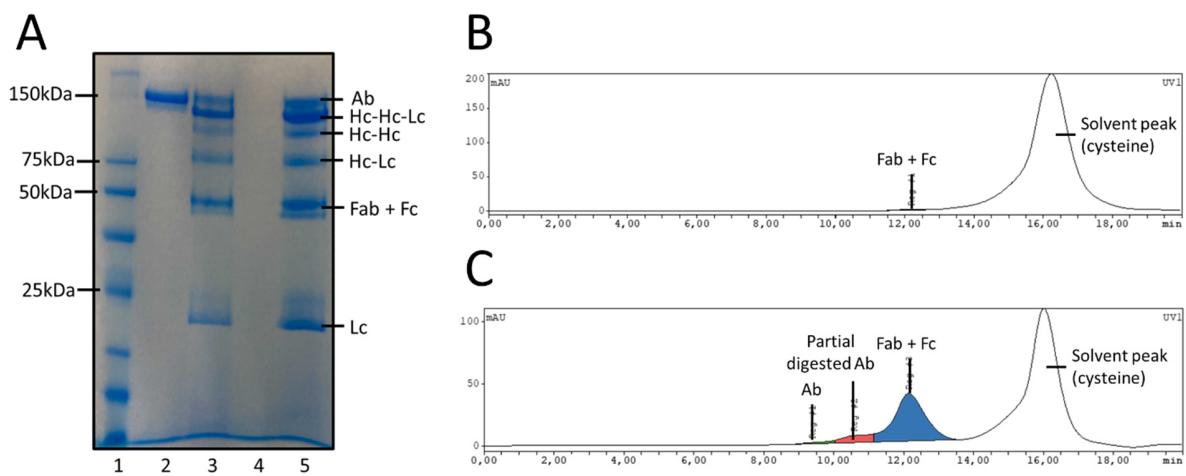 A
150kDa
75kDa
50kDa
25kDa
Ab
Hc-Hc-Lc
Hc-Hc
Hc-Lc
Fab + Fc
Lc
1 2 3 4 5
B
200
150
100
50
0
mAU
UV1
Fab + Fc
Solvent peak
(cysteine)
0,00 2,00 4,00 6,00 8,00 10,00 12,00 14,00 16,00 18,00 min
C
100
50
0
mAU
UV1
Partial
digested Ab
Ab
Fab + Fc
Solvent peak
(cysteine)
0,00 2,00 4,00 6,00 8,00 10,00 12,00 14,00 16,00 18,00 min